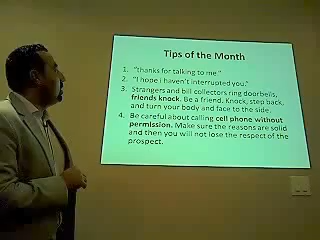 Tips of the Month
1. "thanks for talking to me"
2. "I hope i haven't interrupted you."
3. Strangers and bill collectors ring doorbells,
friends knock. Be a friend. Knock, step back,
and turn your body and face to the side.
4. Be careful about calling cell phone without
permission. Make sure the reasons are solid
and then you will not lose the respect of the
prospect.